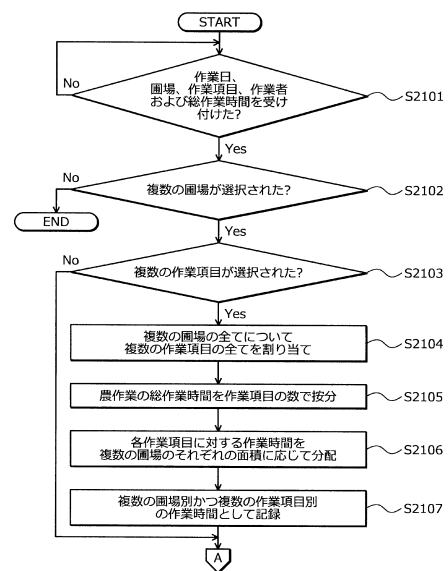 START
作業日、
圃場、作業項目、作業者
および総作業時間を受け
付けた?
No
S2101
Yes
No
複数の圃場が選択された?
S2102
END
Yes
No
複数の作業項目が選択された?
S2103
Yes
複数の圃場の全てについて
複数の作業項目の全てを割り当て
S2104
農作業の総作業時間を作業項目の数で按分
S2105
各作業項目に対する作業時間を
複数の圃場のそれぞれの面積に応じて分配
S2106
複数の圃場別かつ複数の作業項目別
の作業時間として記録
S2107
A